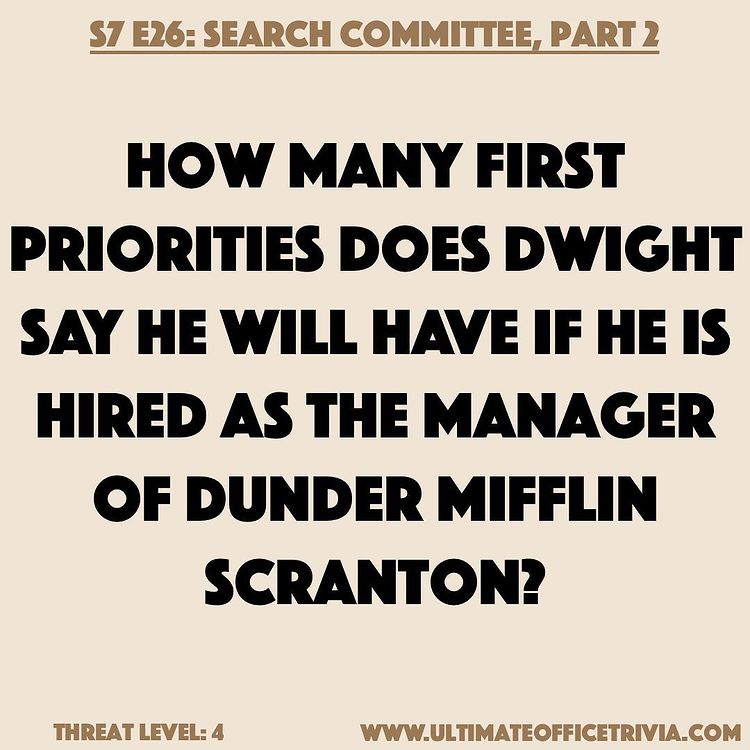 S7 E26: SEARCH COMMITTEE, PART 2
HOW MANY FIRST
PRIORITIES DOES DWIGHT
SAY HE WILL HAVE IF HE IS
HIRED AS THE MANAGER
OF DUNDER MIFFLIN
SCRANTON?
THREAT LEVEL: 4
WWW.ULTIMATEOFFICETRIVIA.COM